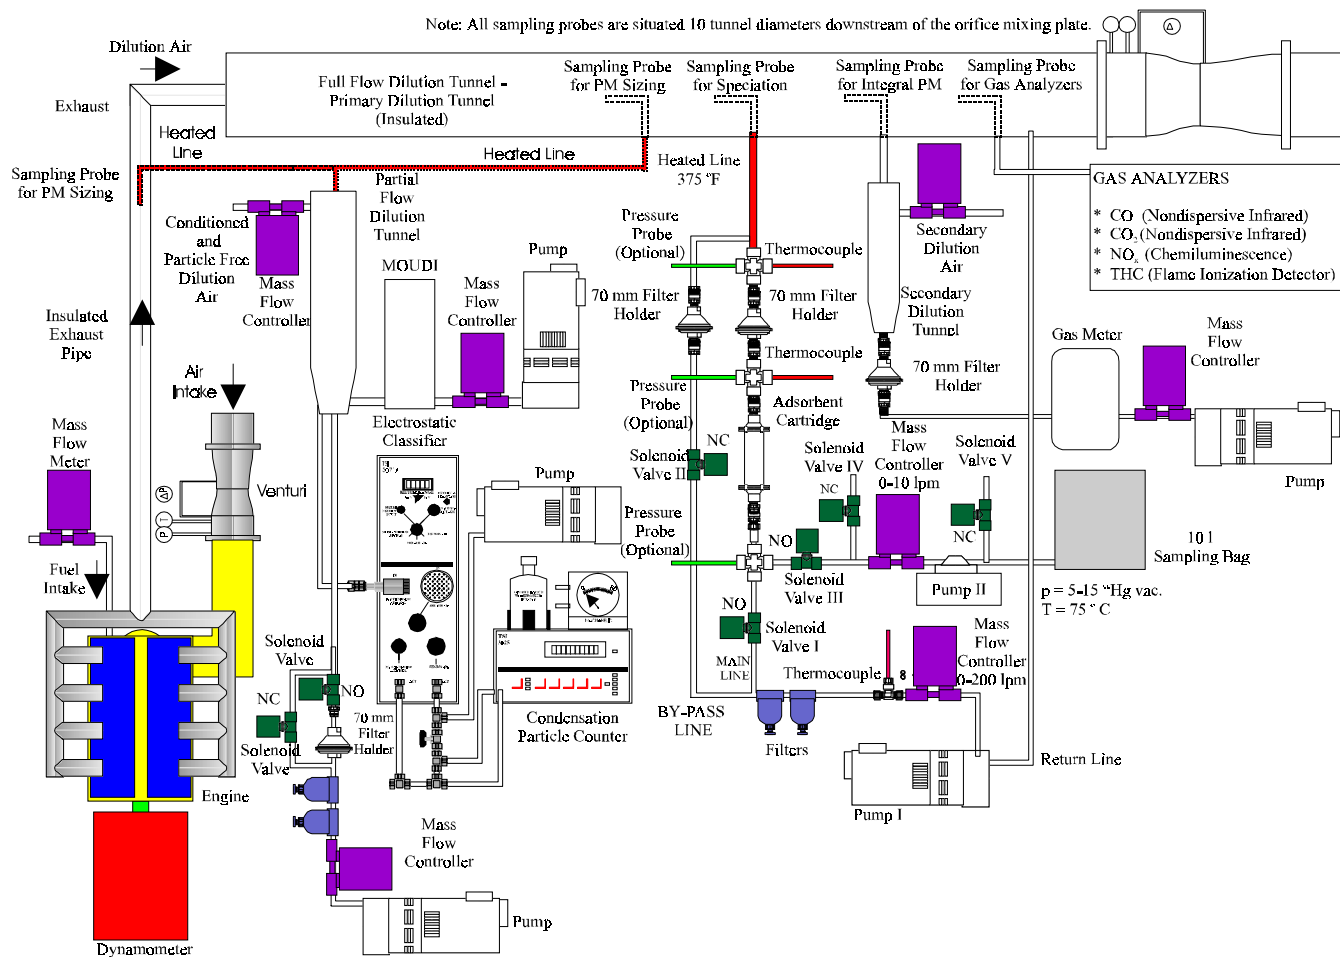 Note: All sampling probes are situated 10 tunnel diameters downstream of the orifice mixing plate.
Dilution Air
Exhaust
Full Flow Dilution Tunnel -
Primary Dilution Tunnel
(Insulated)
Sampling Probe
for PM Sizing
Sampling Probe
for Speciation
Sampling Probe
for Integral PM
Sampling Probe
for Gas Analyzers
Δ
Heated
Line
Heated Line
Sampling Probe
for PM Sizing
Heated Line
375 °F
GAS ANALYZERS
* CO (Nondispersive Infrared)
* CO2 (Nondispersive Infrared)
* NOx (Chemiluminescence)
* THC (Flame Ionization Detector)
Partial
Flow
Dilution
Tunnel
Conditioned
and
Particle Free
Dilution
Air
Mass
Flow
Controller
MOUDI
Mass
Flow
Controller
Pump
Pressure
Probe
(Optional)
Thermocouple
70 mm Filter
Holder
70 mm Filter
Holder
Secondary
Dilution
Air
Secondary
Dilution
Tunnel
Insulated
Exhaust
Pipe
Air
Intake
Thermocouple
Pressure
Probe
(Optional)
70 mm Filter
Holder
Gas Meter
Mass
Flow
Controller
Pump
Adsorbent
Cartridge
Electrostatic
Classifier
Mass
Flow
Meter
Venturi
ΔP
T
P
Fuel
Intake
Pump
NC
Solenoid
Valve II
Solenoid
Valve IV
NC
Mass
Flow
Controller
0-10 lpm
Solenoid
Valve V
NC
Pressure
Probe
(Optional)
NO
Solenoid
Valve III
Pump II
10 l
Sampling Bag
p = 5-15 "Hg vac.
T = 75 °C
NO
Solenoid
Valve I
MAIN
LINE
Thermocouple
8
Mass
Flow
Controller
0-200 lpm
BY-PASS
LINE
Filters
Return Line
Pump I
Solenoid
Valve
NC
NO
Solenoid
Valve
70 mm
Filter
Holder
TSI
TSI
Condensation
Particle Counter
Engine
Mass
Flow
Controller
Pump
Dynamometer